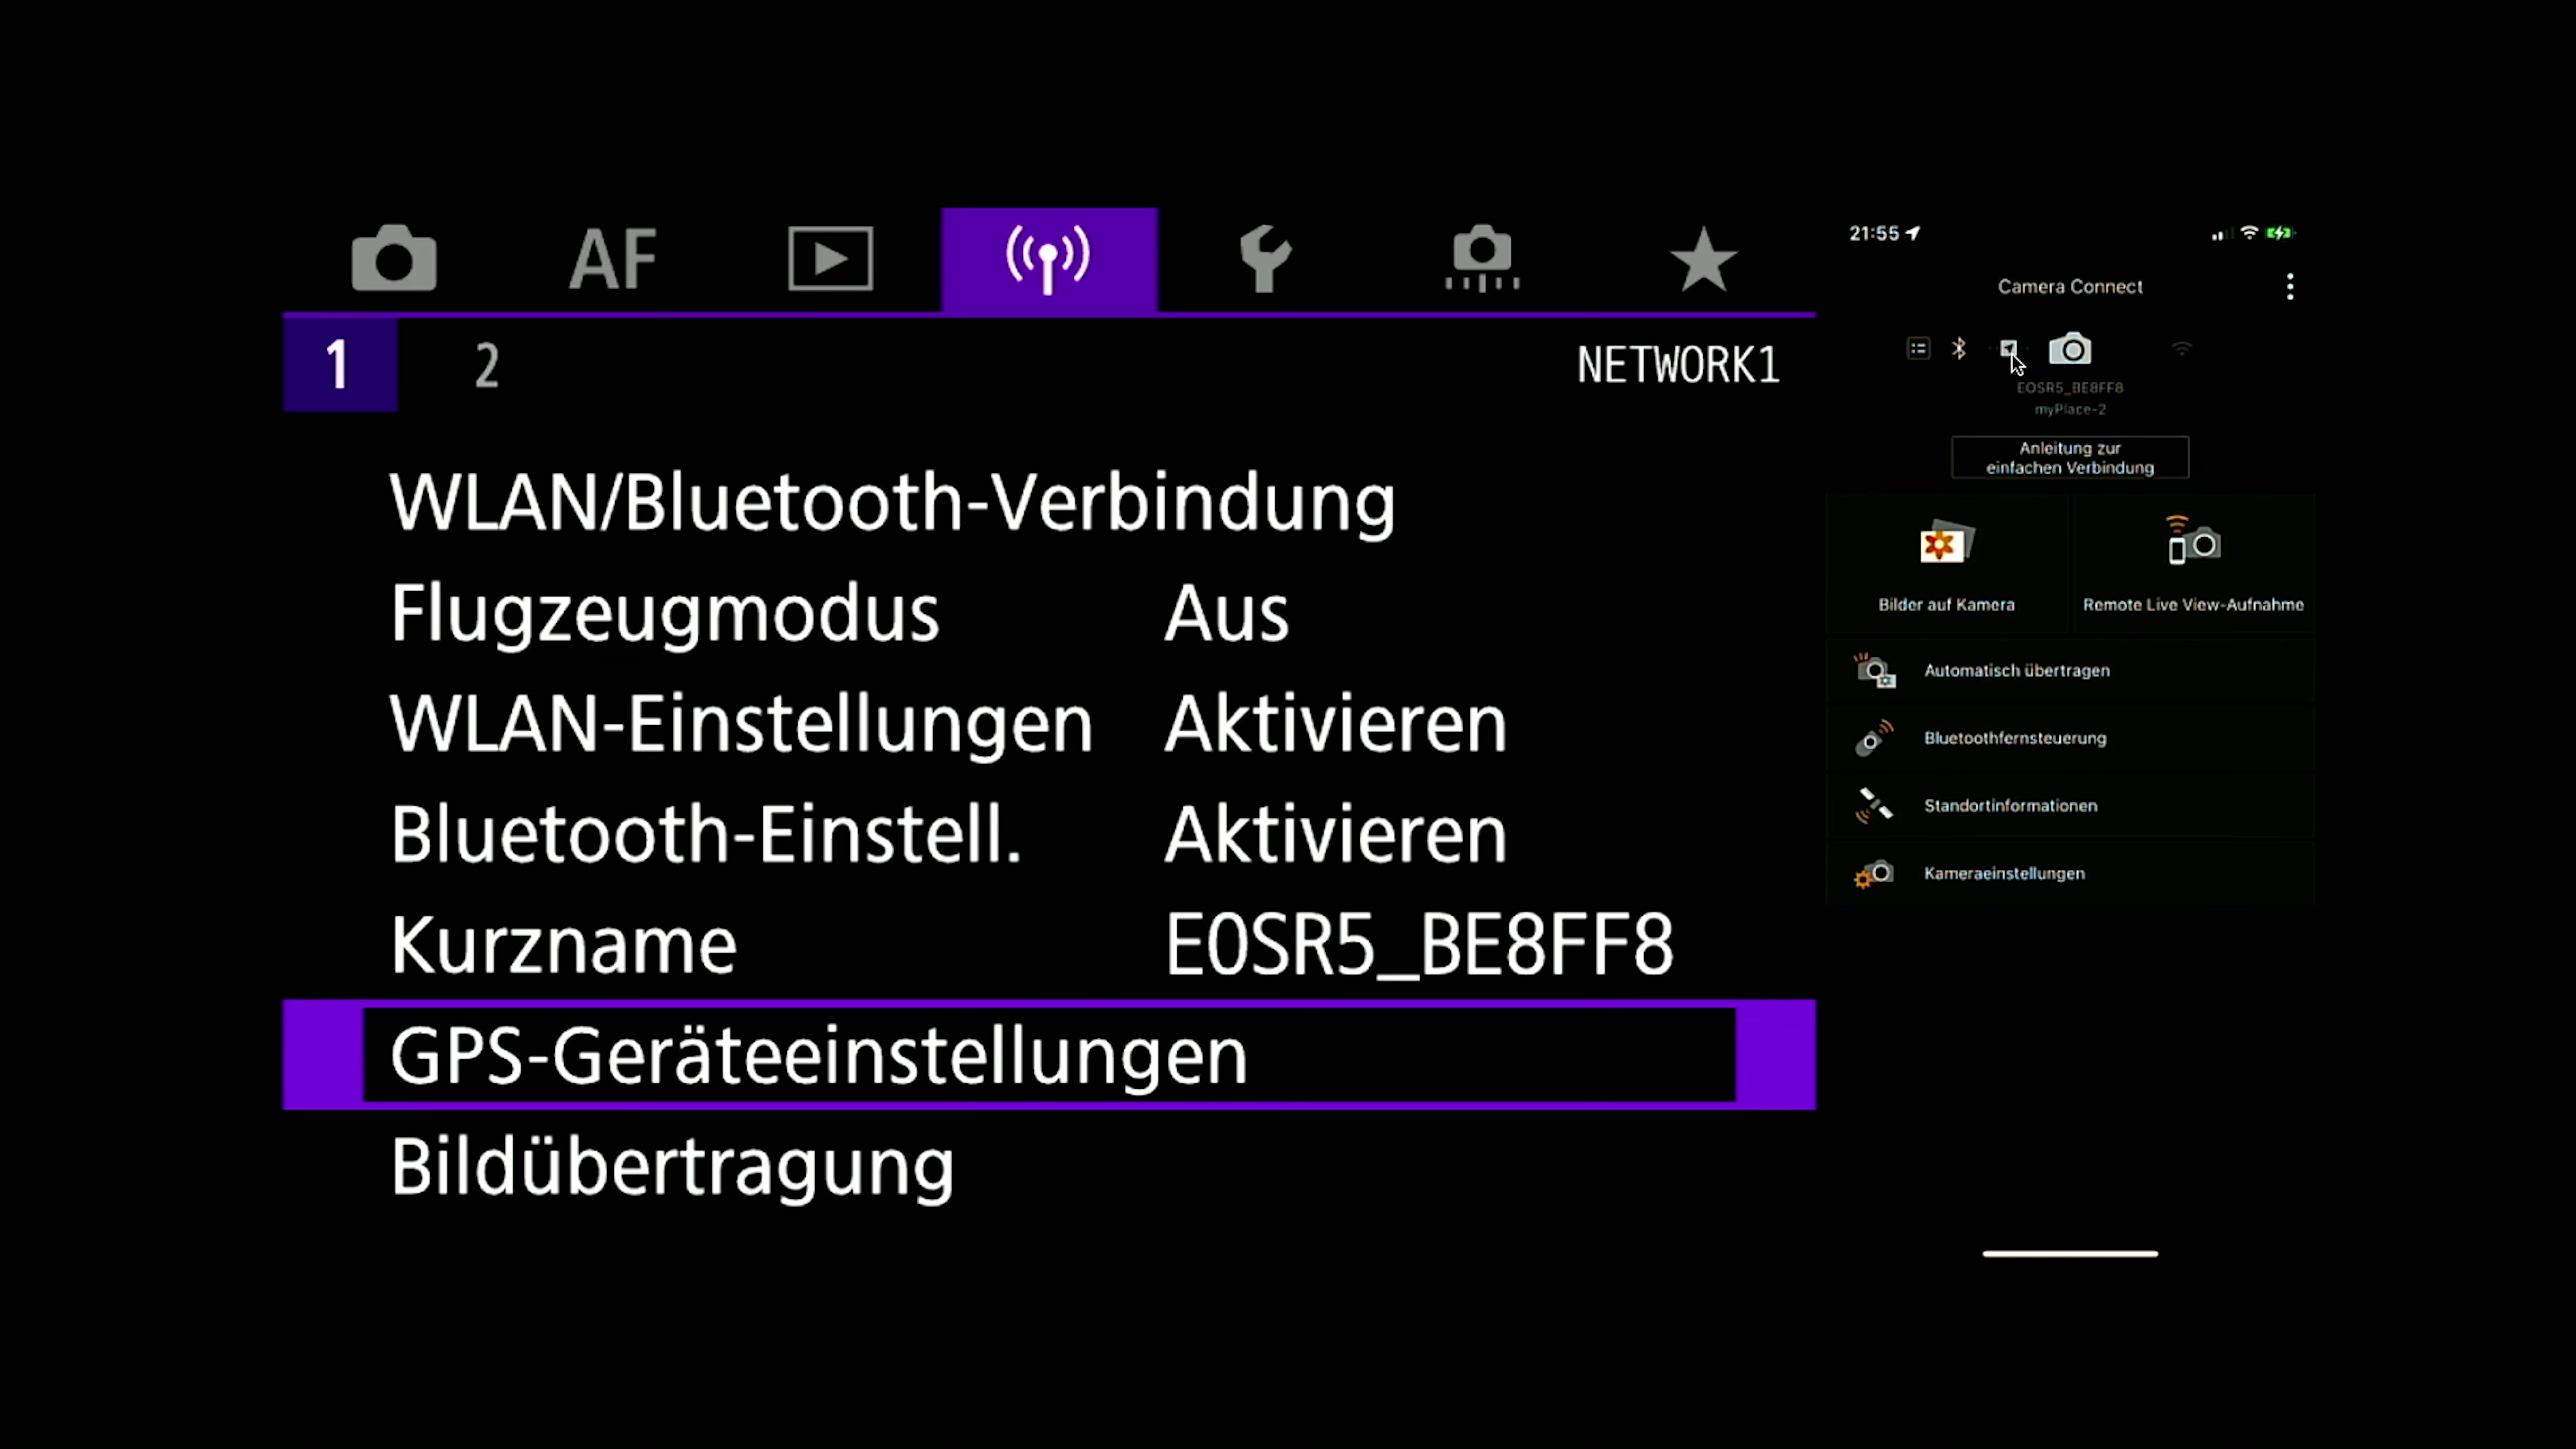 AF
1 2 NETWORK1
WLAN/Bluetooth-Verbindung
Flugzeugmodus Aus
WLAN-Einstellungen Aktivieren
Bluetooth-Einstell. Aktivieren
Kurzname EOSR5_BE8FF8
GPS-Geräteeinstellungen
Bildübertragung
21:55
Camera Connect
EOSR5_BE8FF8
myPlace-2
Anleitung zur
einfachen Verbindung
Bilder auf Kamera
Remote Live View-Aufnahme
Automatisch übertragen
Bluetoothfernsteuerung
Standortinformationen
Kameraeinstellungen